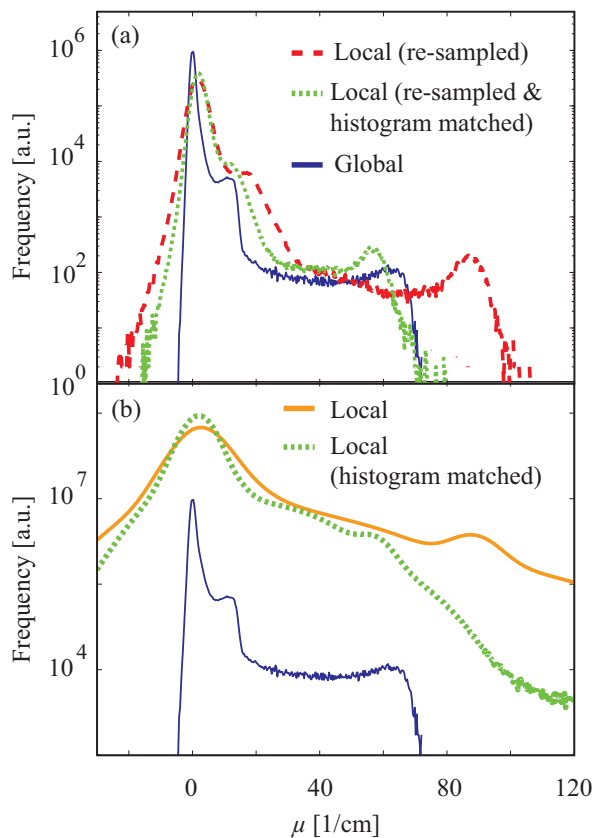 (a)
Local (re-sampled)
Local (re-sampled &
histogram matched)
Global
Frequency [a.u.]
10^6
10^4
10^2
10^0
(b)
Local
Local
(histogram matched)
Frequency [a.u.]
10^7
10^4
0 40 80 120
μ [1/cm]